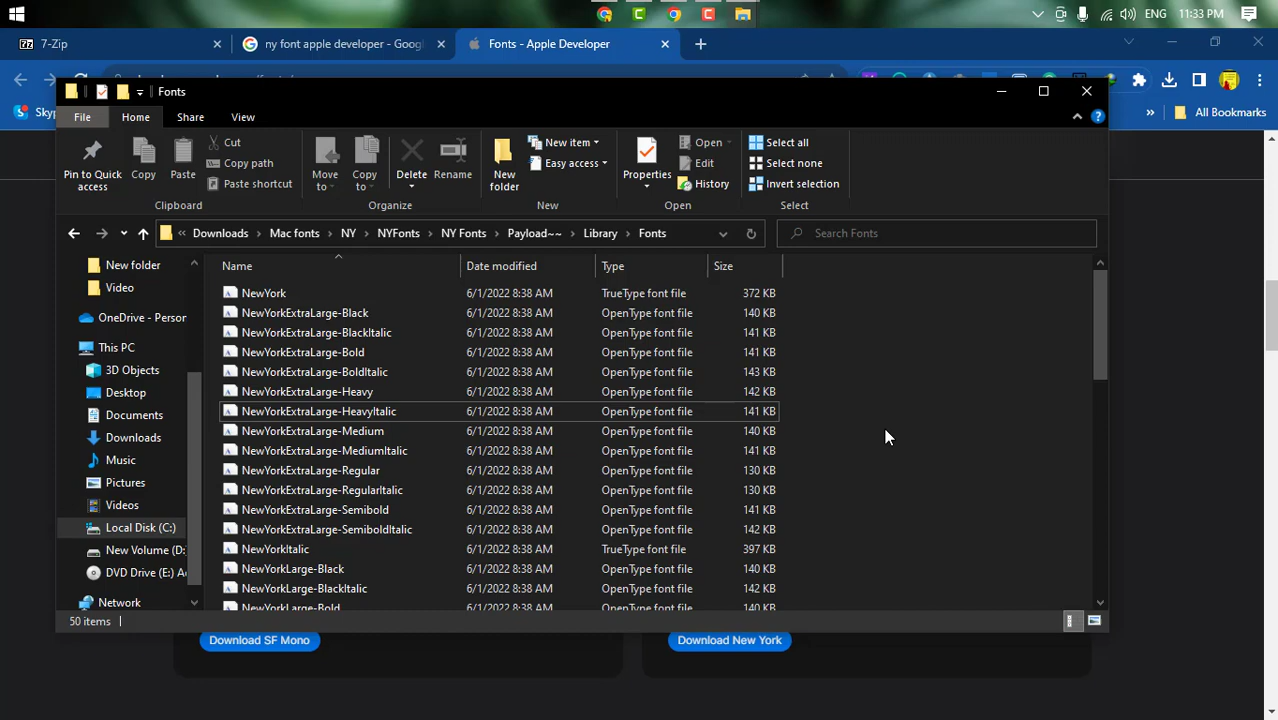 ENG 11:33 PM
7-Zip
ny font apple developer - Goog
Fonts - Apple Developer
Fonts
Skyp
All Bookmarks
File Home Share View
Pin to Quick access
Copy
Paste
Cut
Copy path
Paste shortcut
Clipboard
Move to
Copy to
Delete
Rename
Organize
New folder
New item
Easy access
New
Properties
Open
Edit
History
Open
Select all
Select none
Invert selection
Select
« Downloads > Mac fonts > NY > NYFonts > NY Fonts > Payload~~ > Library > Fonts
Search Fonts
New folder
Video
OneDrive - Person
This PC
3D Objects
Desktop
Documents
Downloads
Music
Pictures
Videos
Local Disk (C:)
New Volume (D:
DVD Drive (E:) A
Network
Name Date modified Type Size
NewYork 6/1/2022 8:38 AM TrueType font file 372 KB
NewYorkExtraLarge-Black 6/1/2022 8:38 AM OpenType font file 140 KB
NewYorkExtraLarge-BlackItalic 6/1/2022 8:38 AM OpenType font file 141 KB
NewYorkExtraLarge-Bold 6/1/2022 8:38 AM OpenType font file 141 KB
NewYorkExtraLarge-BoldItalic 6/1/2022 8:38 AM OpenType font file 143 KB
NewYorkExtraLarge-Heavy 6/1/2022 8:38 AM OpenType font file 142 KB
NewYorkExtraLarge-HeavyItalic 6/1/2022 8:38 AM OpenType font file 141 KB
NewYorkExtraLarge-Medium 6/1/2022 8:38 AM OpenType font file 140 KB
NewYorkExtraLarge-MediumItalic 6/1/2022 8:38 AM OpenType font file 141 KB
NewYorkExtraLarge-Regular 6/1/2022 8:38 AM OpenType font file 130 KB
NewYorkExtraLarge-RegularItalic 6/1/2022 8:38 AM OpenType font file 130 KB
NewYorkExtraLarge-Semibold 6/1/2022 8:38 AM OpenType font file 141 KB
NewYorkExtraLarge-SemiboldItalic 6/1/2022 8:38 AM OpenType font file 142 KB
NewYorkItalic 6/1/2022 8:38 AM TrueType font file 397 KB
NewYorkLarge-Black 6/1/2022 8:38 AM OpenType font file 140 KB
NewYorkLarge-BlackItalic 6/1/2022 8:38 AM OpenType font file 142 KB
NewYorkLarge-Bold 6/1/2022 8:38 AM OpenType font file 140 KB
50 items
Download SF Mono
Download New York